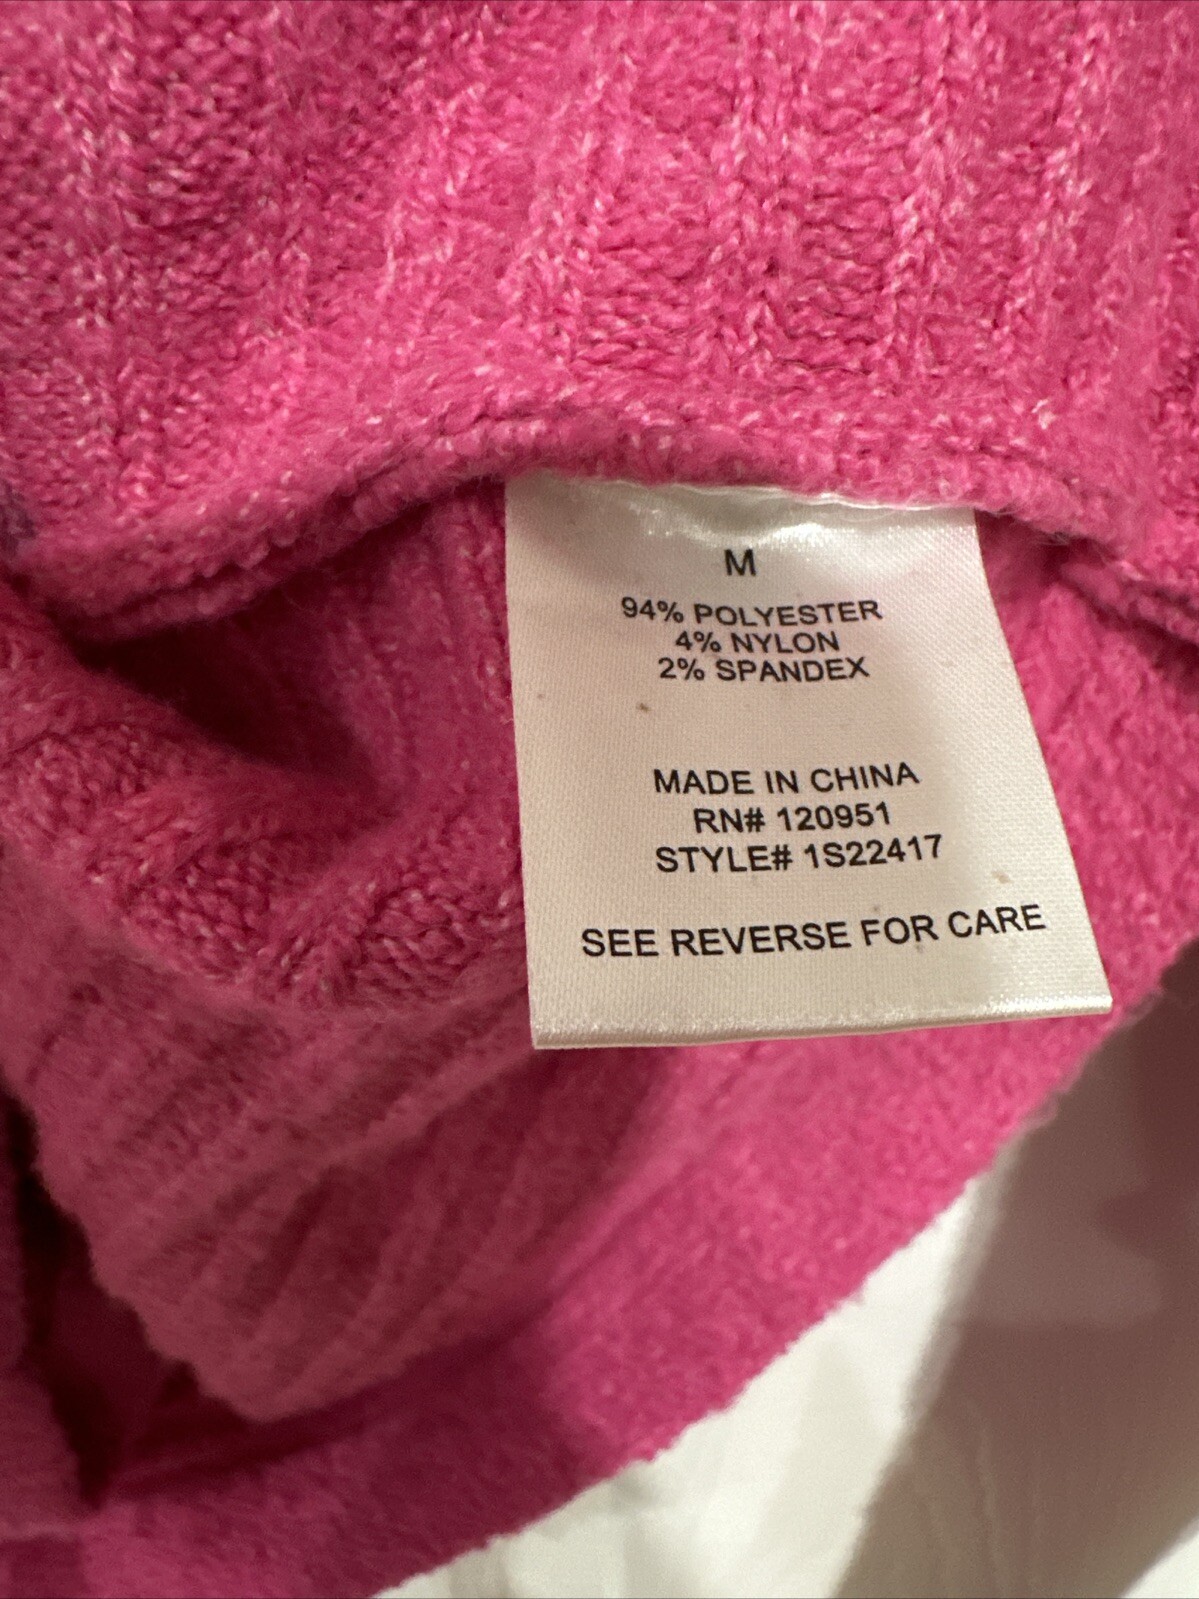 M
94% POLYESTER
4% NYLON
2% SPANDEX
MADE IN CHINA
RN# 120951
STYLE# 1S22417
SEE REVERSE FOR CARE